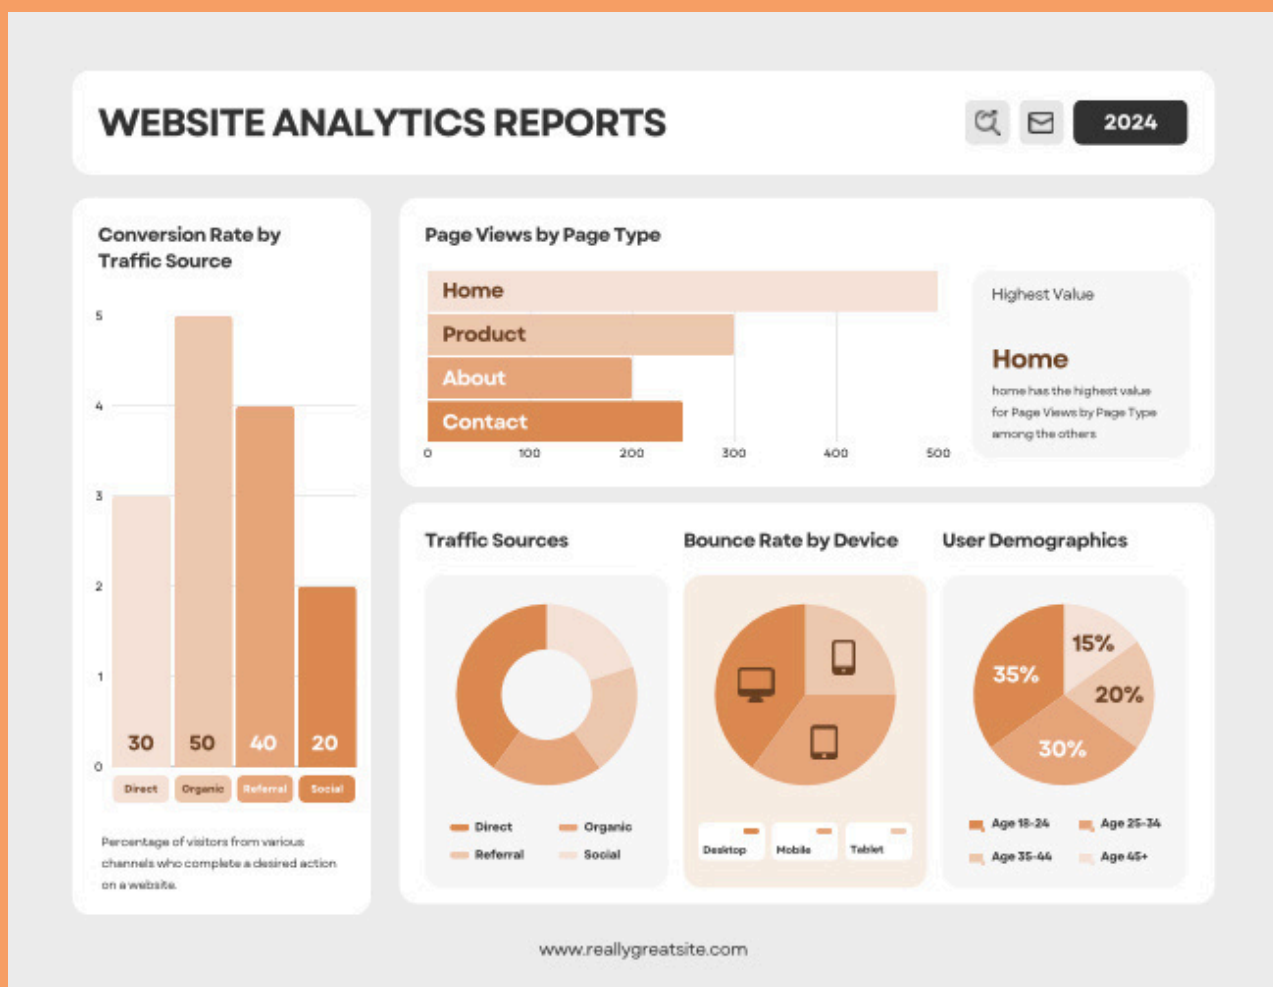 WEBSITE ANALYTICS REPORTS
2024
Conversion Rate by
Traffic Source
5
4
3
2
1
0
30 50 40 20
Direct Organic Referral Social
Percentage of visitors from various
channels who complete a desired action
on a website.
Page Views by Page Type
Home
Product
About
Contact
0 100 200 300 400 500
Highest Value
Home
home has the highest value
for Page Views by Page Type
among the others
Traffic Sources
Direct Organic
Referral Social
Bounce Rate by Device
Desktop Mobile Tablet
User Demographics
15%
35%
20%
30%
Age 18-24 Age 25-34
Age 35-44 Age 45+
www.reallygreatsite.com